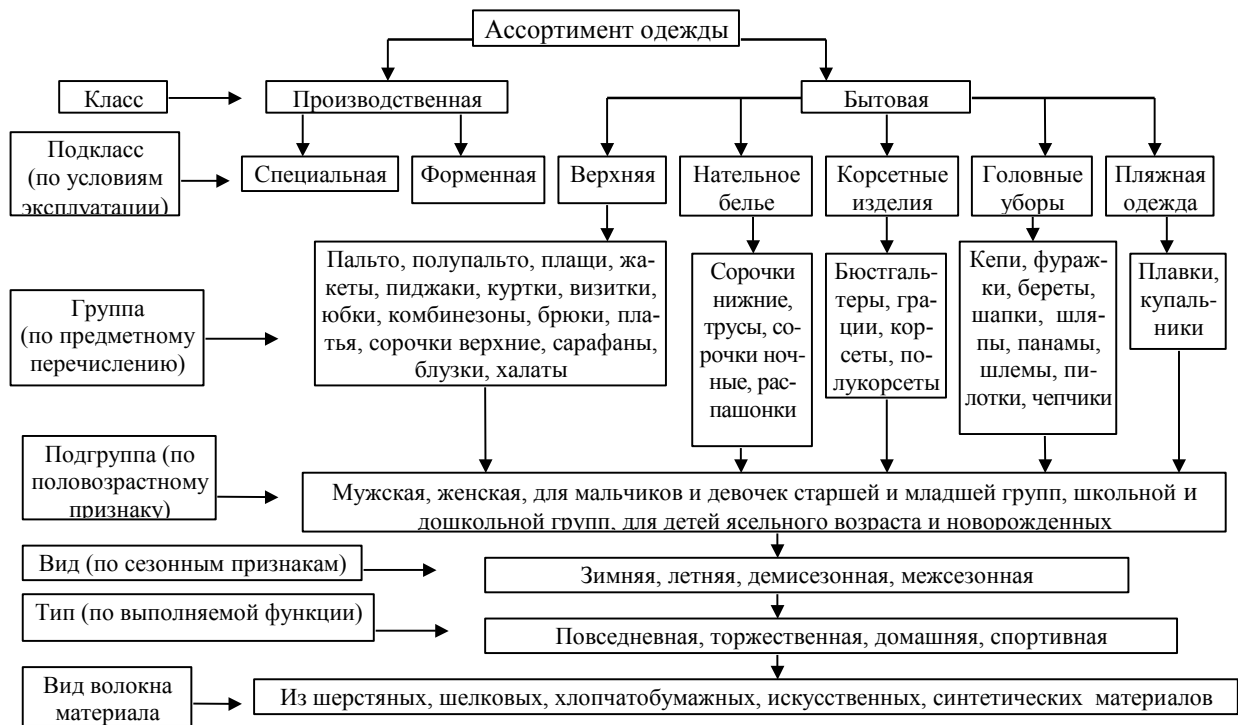 Ассортимент одежды
Класс
Производственная
Бытовая
Подкласс
(по условиям
эксплуатации)
Специальная
Форменная
Верхняя
Нательное
белье
Корсетные
изделия
Головные
уборы
Пляжная
одежда
Группа
(по предметному
перечислению)
Пальто, полупальто, плащи, жа-
кеты, пиджаки, куртки, визитки,
юбки, комбинезоны, брюки, пла-
тья, сорочки верхние, сарафаны,
блузки, халаты
Сорочки
нижние,
трусы, со-
рочки ноч-
ные, рас-
пашонки
Бюстгаль-
теры, гра-
ции, кор-
сеты, по-
лукорсеты
Кепи, фураж-
ки, береты,
шапки, шля-
пы, панамы,
шлемы, пи-
лотки, чепчики
Плавки,
купаль-
ники
Подгруппа (по
половозрастному
признаку)
Мужская, женская, для мальчиков и девочек старшей и младшей групп, школьной и
дошкольной групп, для детей ясельного возраста и новорожденных
Вид (по сезонным признакам)
Зимняя, летняя, демисезонная, межсезонная
Тип (по выполняемой функции)
Повседневная, торжественная, домашняя, спортивная
Вид волокна
материала
Из шерстяных, шелковых, хлопчатобумажных, искусственных, синтетических материалов